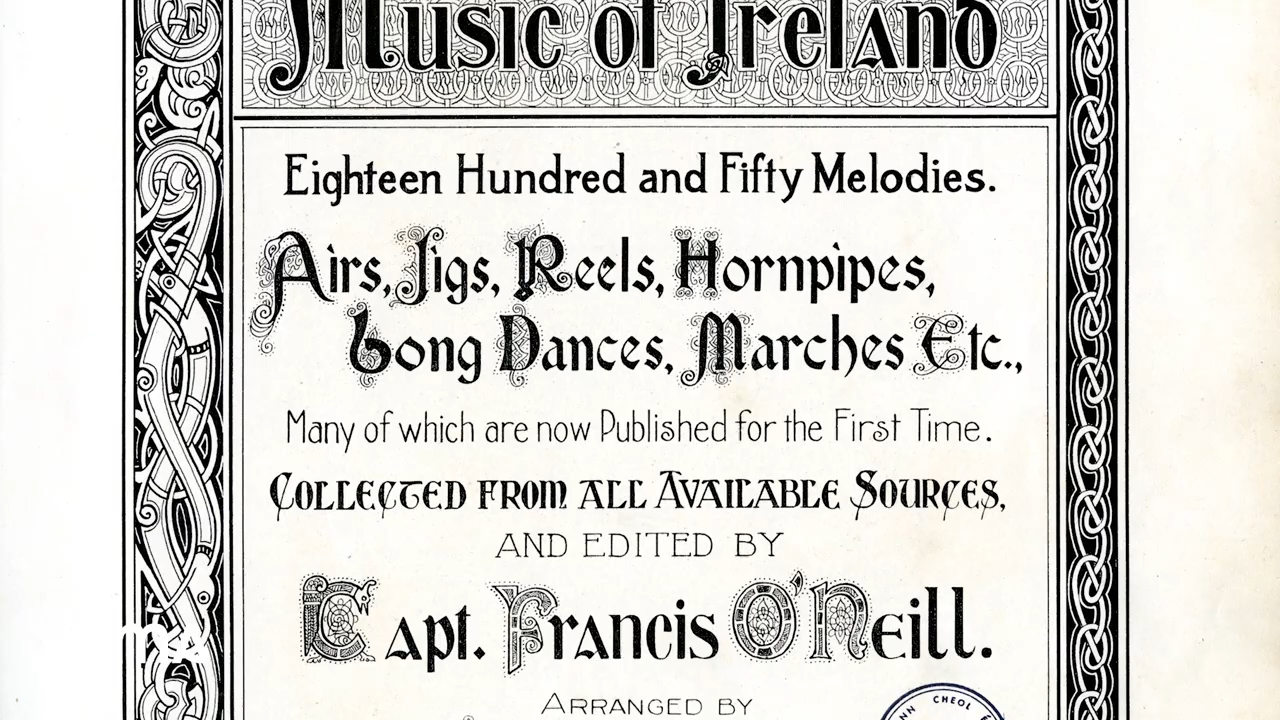 Music of Ireland
Eighteen Hundred and Fifty Melodies.
Airs, Jigs, Reels, Hornpipes,
Long Dances, Marches Etc.,
Many of which are now Published for the First Time.
Collected from all Available Sources,
AND EDITED BY
Capt. Francis O'Neill.
ARRANGED BY
CHEOL